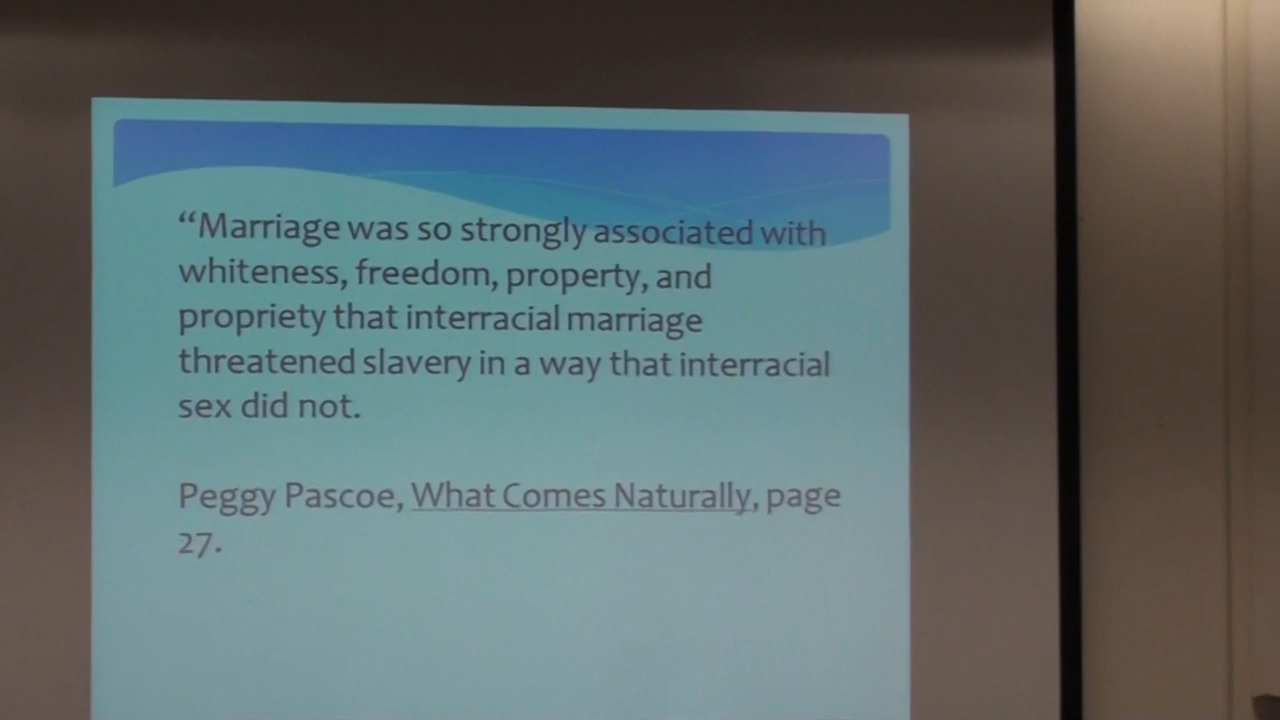 “Marriage was so strongly associated with
whiteness, freedom, property, and
propriety that interracial marriage
threatened slavery in a way that interracial
sex did not.
Peggy Pascoe, What Comes Naturally, page
27.